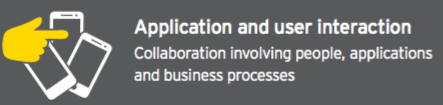 Application and user interaction
Collaboration involving people, applications
and business processes